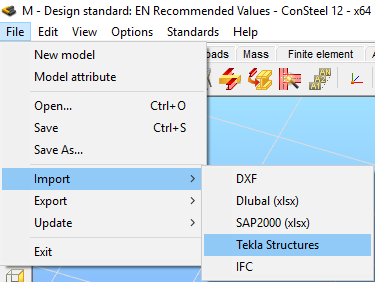 M - Design standard: EN Recommended Values - ConSteel 12 - x64
File Edit View Options Standards Help
Mass Finite element
New model
Model attribute
Open... Ctrl+O
Save Ctrl+S
Save As...
Import
Export
Update
Exit
DXF
Dlubal (xlsx)
SAP2000 (xlsx)
Tekla Structures
IFC